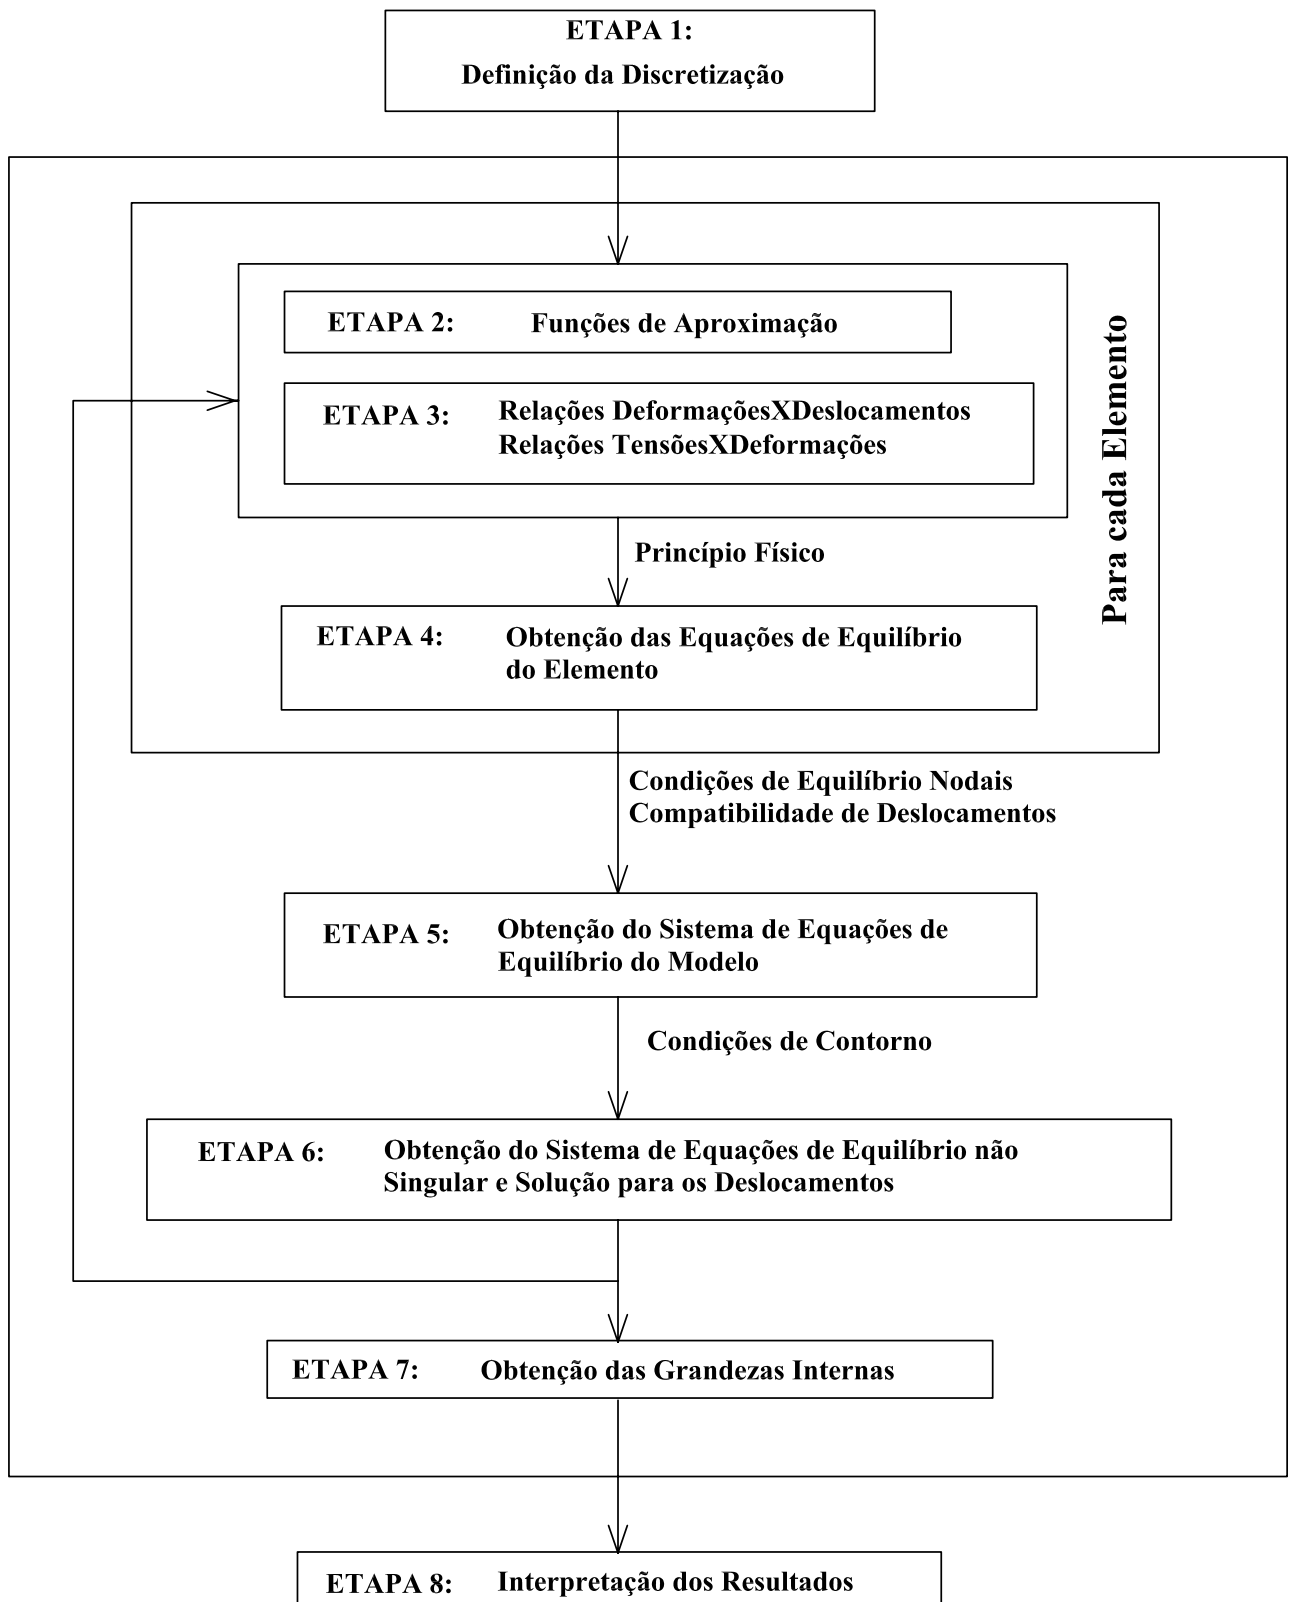 ETAPA 1:
Definição da Discretização
ETAPA 2: Funções de Aproximação
ETAPA 3: Relações DeformaçõesXDeslocamentos
Relações TensõesXDeformações
Para cada Elemento
Princípio Físico
ETAPA 4: Obtenção das Equações de Equilíbrio
do Elemento
Condições de Equilíbrio Nodais
Compatibilidade de Deslocamentos
ETAPA 5: Obtenção do Sistema de Equações de
Equilíbrio do Modelo
Condições de Contorno
ETAPA 6: Obtenção do Sistema de Equações de Equilíbrio não
Singular e Solução para os Deslocamentos
ETAPA 7: Obtenção das Grandezas Internas
ETAPA 8: Interpretação dos Resultados